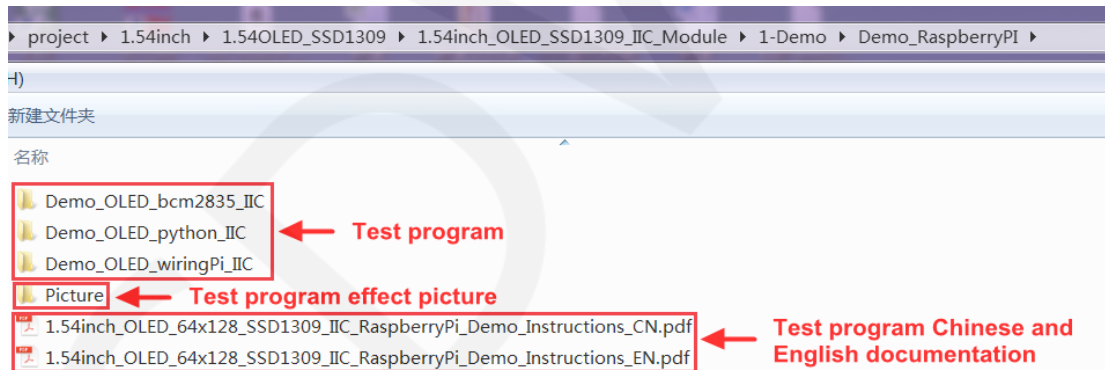 project ▸ 1.54inch ▸ 1.54OLED_SSD1309 ▸ 1.54inch_OLED_SSD1309_IIC_Module ▸ 1-Demo ▸ Demo_RaspberryPI ▸
H)
新建文件夹
名称
Demo_OLED_bcm2835_IIC
Demo_OLED_python_IIC
Test program
Demo_OLED_wiringPi_IIC
Picture
Test program effect picture
1.54inch_OLED_64x128_SSD1309_IIC_RaspberryPi_Demo_Instructions_CN.pdf
1.54inch_OLED_64x128_SSD1309_IIC_RaspberryPi_Demo_Instructions_EN.pdf
Test program Chinese and
English documentation